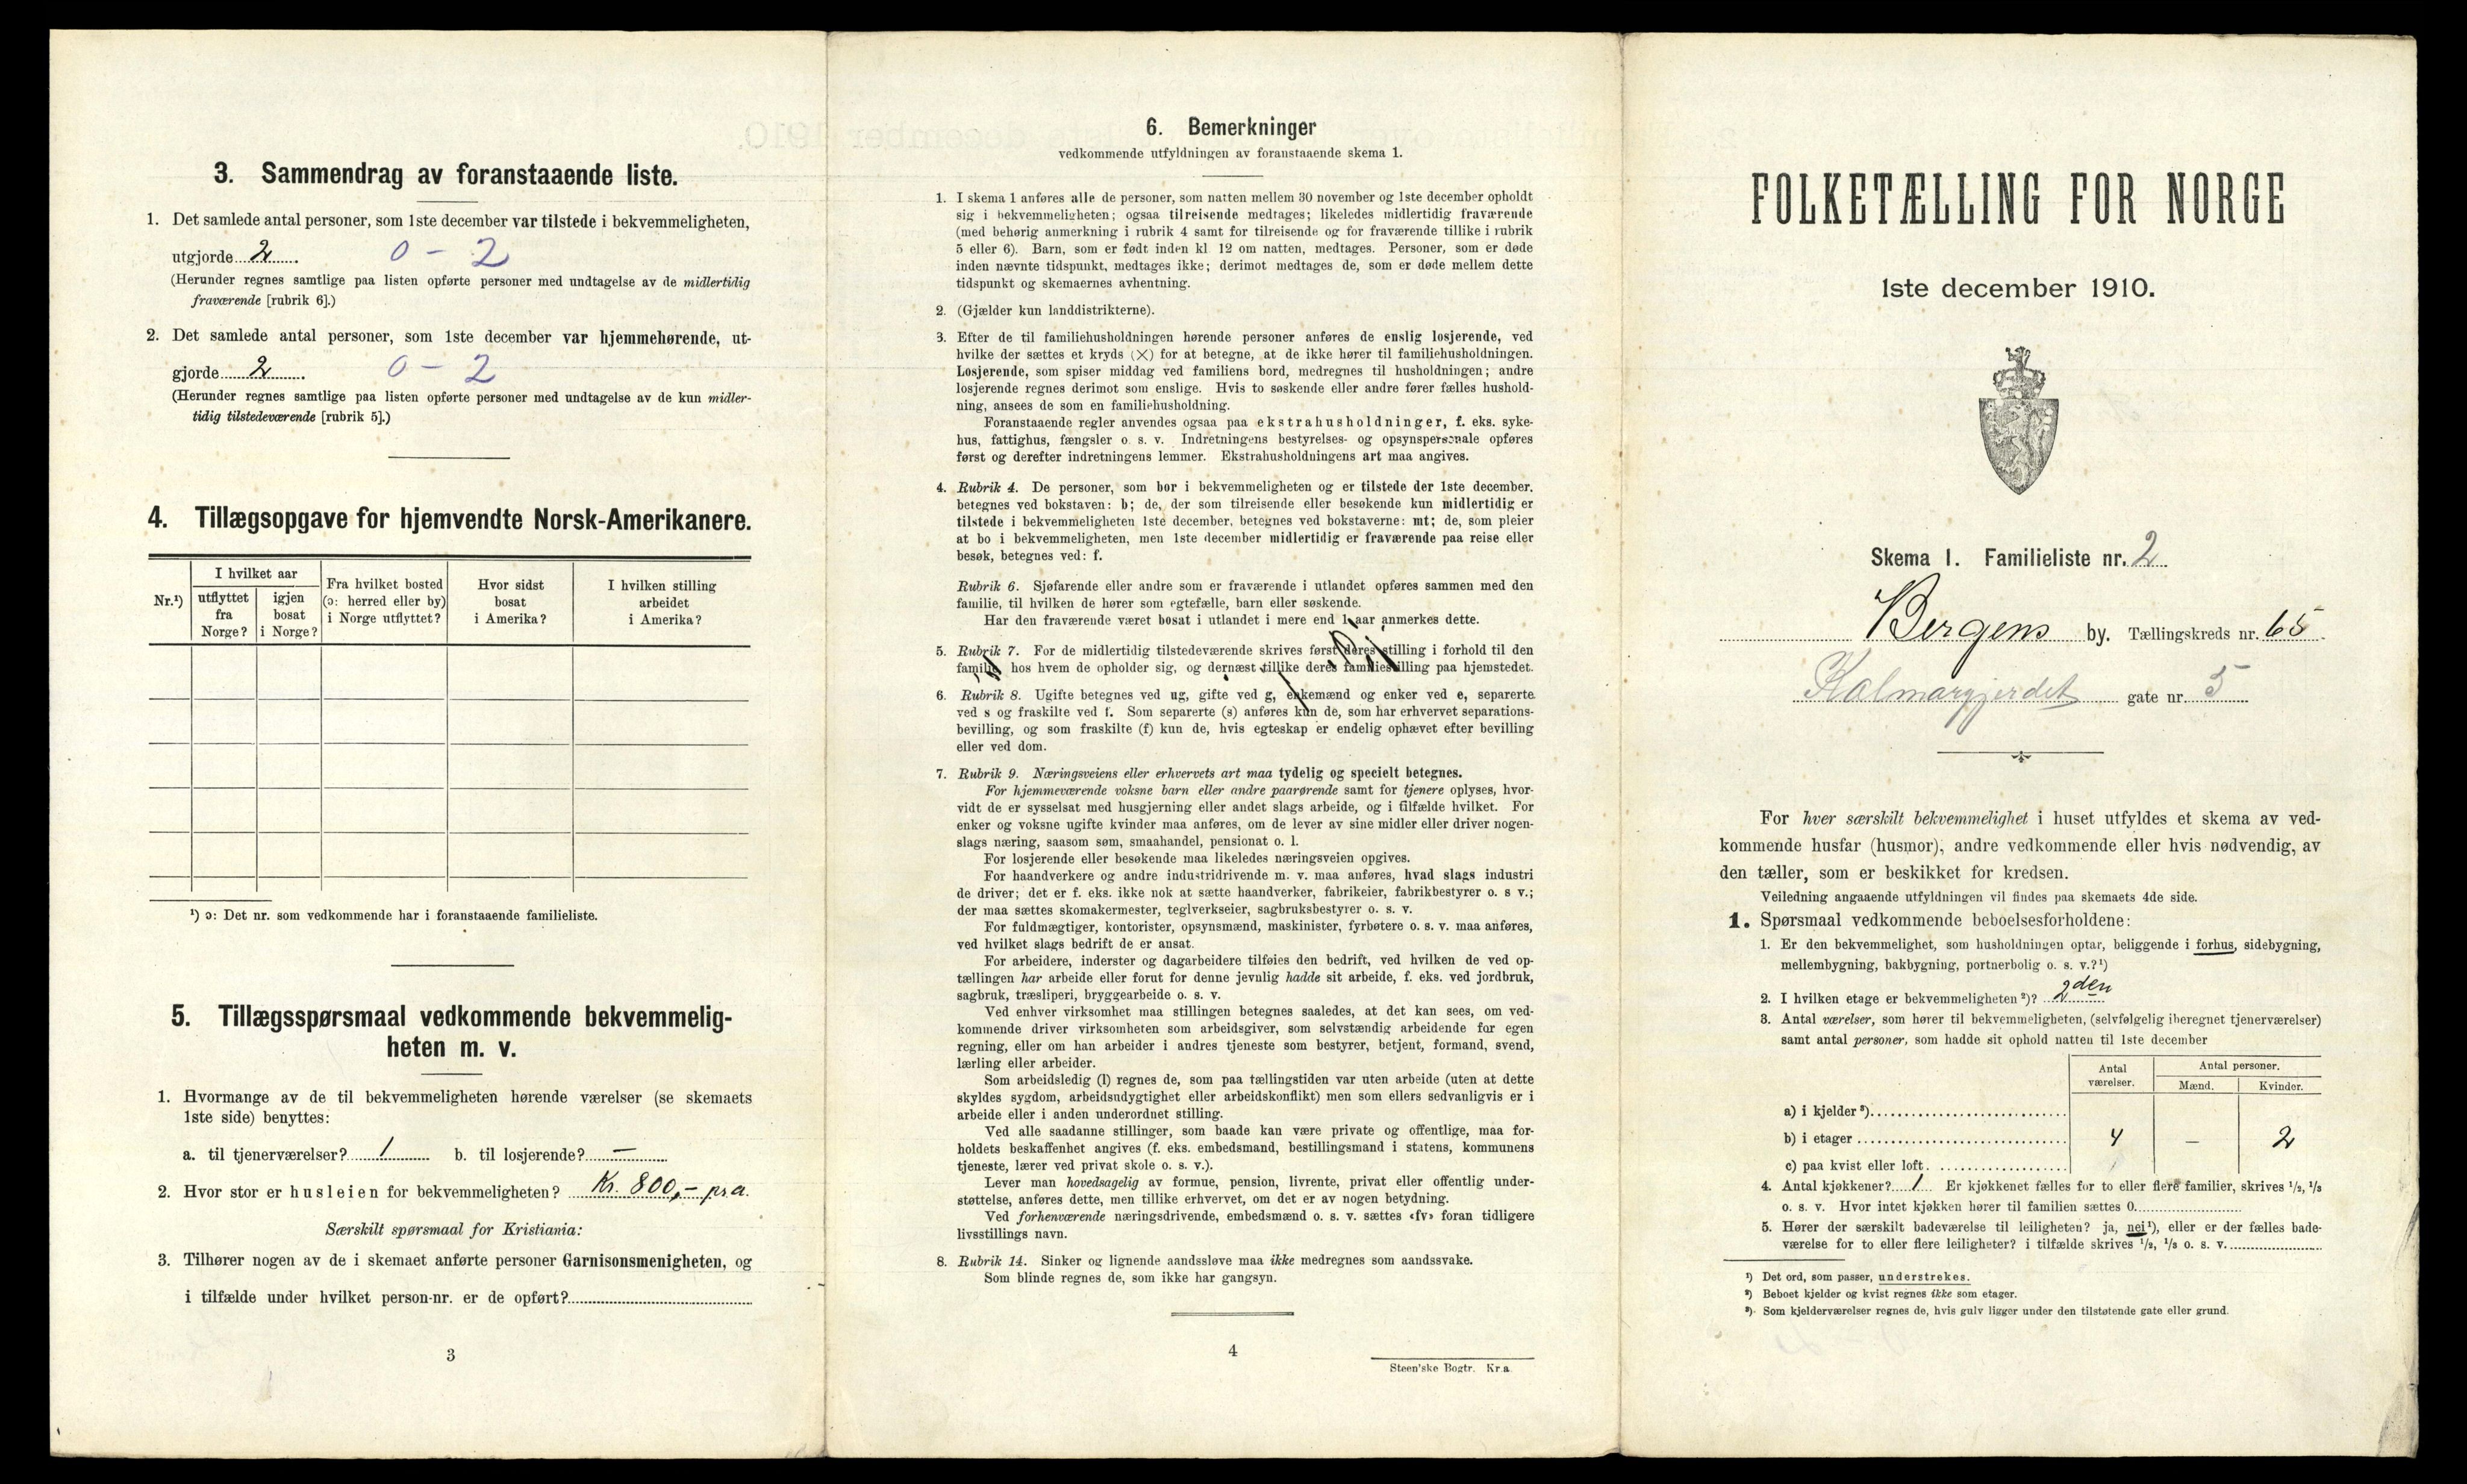 3. Sammendrag av foranstaaende liste.
1. Det samlede antal personer, som 1ste december var tilstede i bekvemmeligheten,
utgjorde 2. 0 - 2
(Herunder regnes samtlige paa listen opførte personer med undtagelse av de midlertidig
fraværende [rubrik 6].)
2. Det samlede antal personer, som 1ste december var hjemmehørende, ut-
gjorde 2. 0 - 2
(Herunder regnes samtlige paa listen opførte personer med undtagelse av de kun midler-
tidig tilstedeværende [rubrik 5].)
4. Tillægsopgave for hjemvendte Norsk-Amerikanere.
Nr.¹)
I hvilket aar
utflyttet
fra
Norge?
igjen
bosat
i Norge?
Fra hvilket bosted
(ɔ: herred eller by)
i Norge utflyttet?
Hvor sidst
bosat
i Amerika?
I hvilken stilling
arbeidet
i Amerika?
¹) ɔ: Det nr. som vedkommende har i foranstaaende familieliste.
5. Tillægsspørsmaal vedkommende bekvemmelig-
heten m. v.
1. Hvormange av de til bekvemmeligheten hørende værelser (se skemaets
1ste side) benyttes:
a. til tjenerværelser? 1 b. til losjerende? —
2. Hvor stor er husleien for bekvemmeligheten? Kr. 800,- pr a.
Særskilt spørsmaal for Kristiania:
3. Tilhører nogen av de i skemaet anførte personer Garnisonsmenigheten, og
i tilfælde under hvilket person-nr. er de opført?
3
6. Bemerkninger
vedkommende utfyldningen av foranstaaende skema 1.
1. I skema 1 anføres alle de personer, som natten mellem 30 november og 1ste december opholdt
sig i bekvemmeligheten; ogsaa tilreisende medtages; likeledes midlertidig fraværende
(med behørig anmerkning i rubrik 4 samt for tilreisende og for fraværende tillike i rubrik
5 eller 6). Barn, som er født inden kl. 12 om natten, medtages. Personer, som er døde
inden nævnte tidspunkt, medtages ikke; derimot medtages de, som er døde mellem dette
tidspunkt og skemaernes avhentning.
2. (Gjælder kun landdistrikterne).
3. Efter de til familiehusholdningen hørende personer anføres de enslig losjerende, ved
hvilke der sættes et kryds (×) for at betegne, at de ikke hører til familiehusholdningen.
Losjerende, som spiser middag ved familiens bord, medregnes til husholdningen; andre
losjerende regnes derimot som enslige. Hvis to søskende eller andre fører fælles hushold-
ning, ansees de som en familiehusholdning.
Foranstaaende regler anvendes ogsaa paa ekstrahusholdninger, f. eks. syke-
hus, fattighus, fængsler o. s. v. Indretningens bestyrelses- og opsynspersonale opføres
først og derefter indretningens lemmer. Ekstrahusholdningens art maa angives.
4. Rubrik 4. De personer, som bor i bekvemmeligheten og er tilstede der 1ste december.
betegnes ved bokstaven: b; de, der som tilreisende eller besøkende kun midlertidig er
tilstede i bekvemmeligheten 1ste december, betegnes ved bokstaverne: mt; de, som pleier
at bo i bekvemmeligheten, men 1ste december midlertidig er fraværende paa reise eller
besøk, betegnes ved: f.
Rubrik 6. Sjøfarende eller andre som er fraværende i utlandet opføres sammen med den
familie, til hvilken de hører som egtefælle, barn eller søskende.
Har den fraværende været bosat i utlandet i mere end 1 aar anmerkes dette.
5. Rubrik 7. For de midlertidig tilstedeværende skrives først deres stilling i forhold til den
familie hos hvem de opholder sig, og dernæst tillike deres familiestilling paa hjemstedet.
6. Rubrik 8. Ugifte betegnes ved ug, gifte ved g, enkemænd og enker ved e, separerte
ved s og fraskilte ved f. Som separerte (s) anføres kun de, som har erhvervet separations-
bevilling, og som fraskilte (f) kun de, hvis egteskap er endelig ophævet efter bevilling
eller ved dom.
7. Rubrik 9. Næringsveiens eller erhvervets art maa tydelig og specielt betegnes.
For hjemmeværende voksne barn eller andre paarørende samt for tjenere oplyses, hvor-
vidt de er sysselsat med husgjerning eller andet slags arbeide, og i tilfælde hvilket. For
enker og voksne ugifte kvinder maa anføres, om de lever av sine midler eller driver nogen-
slags næring, saasom søm, smaahandel, pensionat o. l.
For losjerende eller besøkende maa likeledes næringsveien opgives.
For haandverkere og andre industridrivende m. v. maa anføres, hvad slags industri
de driver; det er f. eks. ikke nok at sætte haandverker, fabrikeier, fabrikbestyrer o. s v.;
der maa sættes skomakermester, teglverkseier, sagbruksbestyrer o. s. v.
For fuldmægtiger, kontorister, opsynsmænd, maskinister, fyrbøtere o. s. v. maa anføres,
ved hvilket slags bedrift de er ansat.
For arbeidere, inderster og dagarbeidere tilføies den bedrift, ved hvilken de ved op-
tællingen har arbeide eller forut for denne jevnlig hadde sit arbeide, f. eks. ved jordbruk,
sagbruk, træsliperi, bryggearbeide o. s. v.
Ved enhver virksomhet maa stillingen betegnes saaledes, at det kan sees, om ved-
kommende driver virksomheten som arbeidsgiver, som selvstændig arbeidende for egen
regning, eller om han arbeider i andres tjeneste som bestyrer, betjent, formand, svend,
lærling eller arbeider.
Som arbeidsledig (l) regnes de, som paa tællingstiden var uten arbeide (uten at dette
skyldes sygdom, arbeidsudygtighet eller arbeidskonflikt) men som ellers sedvanligvis er i
arbeide eller i anden underordnet stilling.
Ved alle saadanne stillinger, som baade kan være private og offentlige, maa for-
holdets beskaffenhet angives (f. eks. embedsmand, bestillingsmand i statens, kommunens
tjeneste, lærer ved privat skole o. s. v.).
Lever man hovedsagelig av formue, pension, livrente, privat eller offentlig under-
støttelse, anføres dette, men tillike erhvervet, om det er av nogen betydning.
Ved forhenværende næringsdrivende, embedsmænd o. s. v. sættes «fv» foran tidligere
livsstillings navn.
8. Rubrik 14. Sinker og lignende aandssløve maa ikke medregnes som aandssvake.
Som blinde regnes de, som ikke har gangsyn.
4
Steen'ske Bogtr. Kr a
FOLKETÆLLING FOR NORGE
1ste december 1910.
Skema I. Familieliste nr. 2
Bergens by. Tællingskreds nr. 65.
Kalmargjerdet gate nr. 5
For hver særskilt bekvemmelighet i huset utfyldes et skema av ved-
kommende husfar (husmor), andre vedkommende eller hvis nødvendig, av
den tæller, som er beskikket for kredsen.
Veiledning angaaende utfyldningen vil findes paa skemaets 4de side.
1. Spørsmaal vedkommende beboelsesforholdene:
1. Er den bekvemmelighet, som husholdningen optar, beliggende i forhus, sidebygning,
mellembygning, bakbygning, portnerbolig o. s. v.?¹)
2. I hvilken etage er bekvemmeligheten²)? 2den
3. Antal værelser, som hører til bekvemmeligheten, (selvfølgelig iberegnet tjenerværelser)
samt antal personer, som hadde sit ophold natten til 1ste december
Antal
værelser.
Antal personer.
Mænd. Kvinder.
a) i kjelder³)
b) i etager 4 — 2
c) paa kvist eller loft.
4. Antal kjøkkener? 1 Er kjøkkenet fælles for to eller flere familier, skrives ¹/₂, ¹/₃
o. s. v. Hvor intet kjøkken hører til familien sættes 0.
5. Hører der særskilt badeværelse til leiligheten? ja, nei¹), eller er der fælles bade-
værelse for to eller flere leiligheter? i tilfælde skrives ¹/₂, ¹/₃ o. s. v.
¹) Det ord, som passer, understrekes.
²) Beboet kjelder og kvist regnes ikke som etager.
³) Som kjelderværelser regnes de, hvis gulv ligger under den tilstøtende gate eller grund.